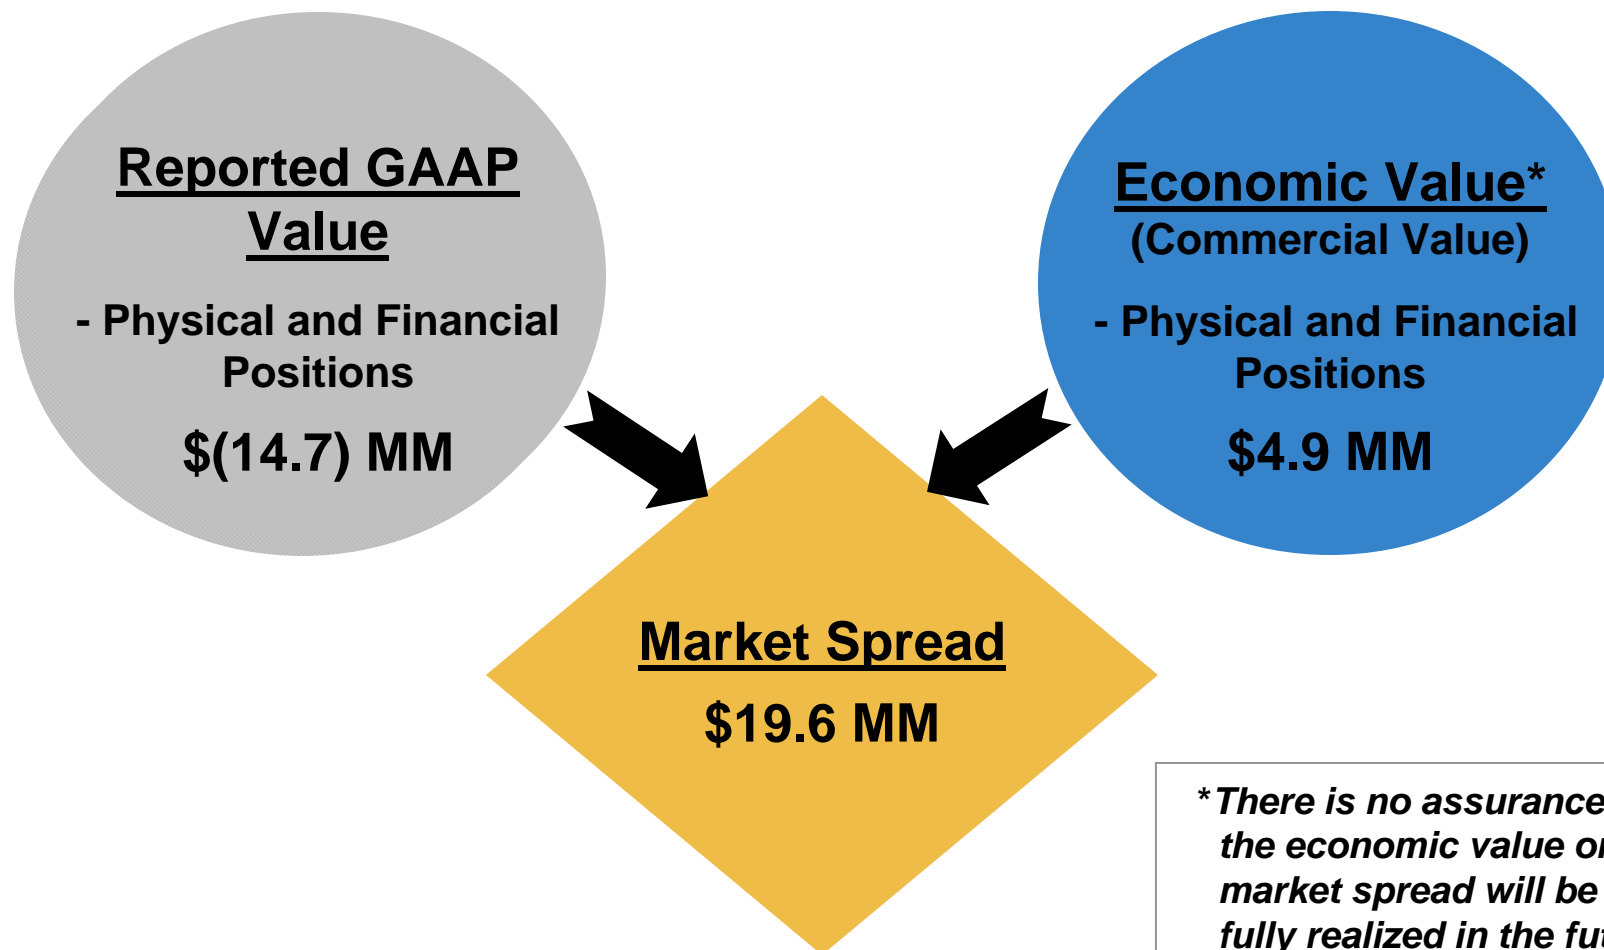 Reported GAAP
Value
- Physical and Financial
Positions
$(14.7) MM
Economic Value*
(Commercial Value)
- Physical and Financial
Positions
$4.9 MM
Market Spread
$19.6 MM
* There is no assurance
the economic value or
market spread will be
fully realized in the